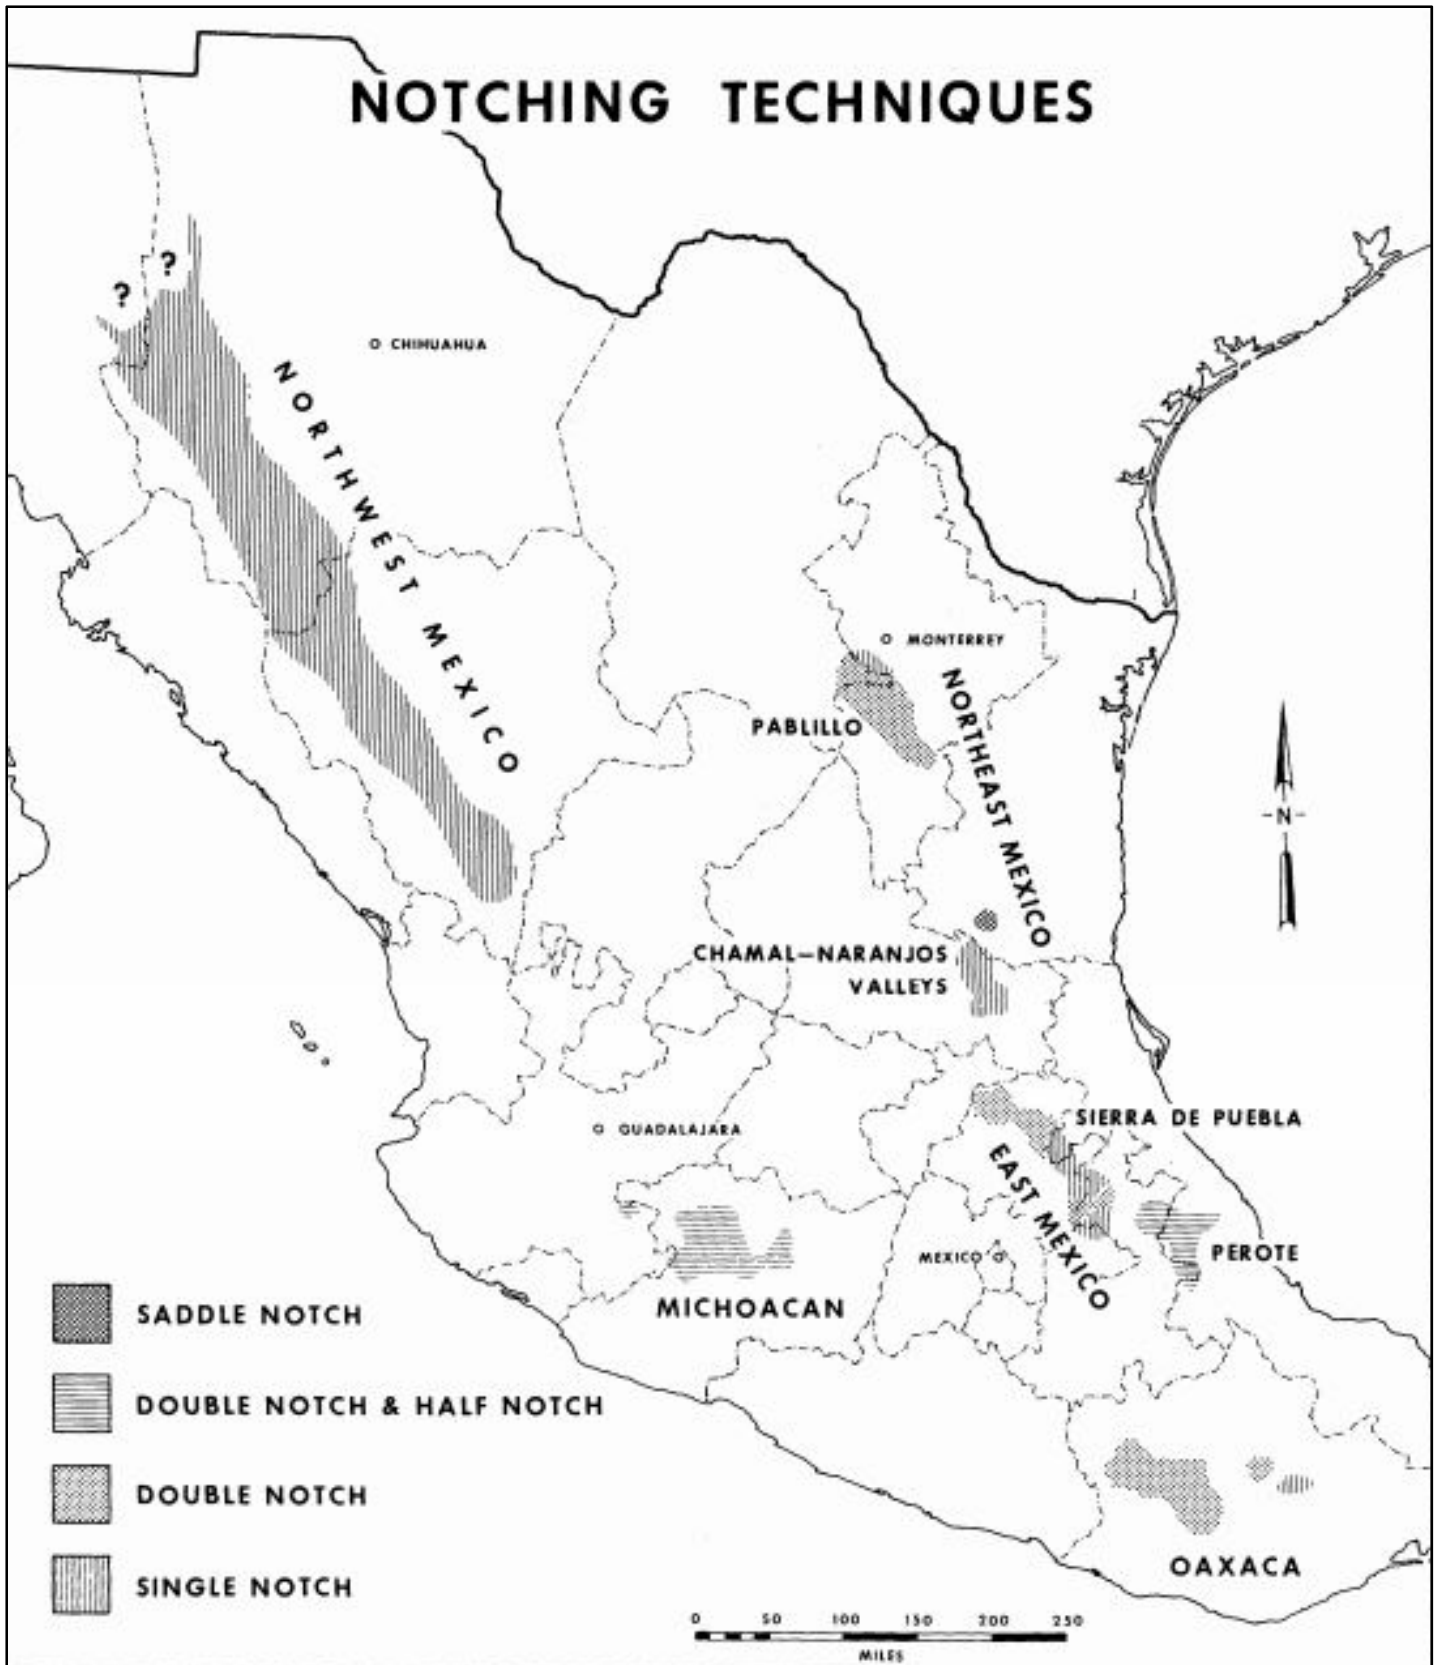 NOTCHING TECHNIQUES
?
?
CHIHUAHUA
NORTHWEST MEXICO
MONTERREY
PABLILLO
NORTHEAST MEXICO
-N-
CHAMAL–NARANJOS
VALLEYS
SIERRA DE PUEBLA
GUADALAJARA
EAST MEXICO
MEXICO
PEROTE
MICHOACAN
SADDLE NOTCH
DOUBLE NOTCH & HALF NOTCH
DOUBLE NOTCH
OAXACA
SINGLE NOTCH
0 50 100 150 200 250
MILES